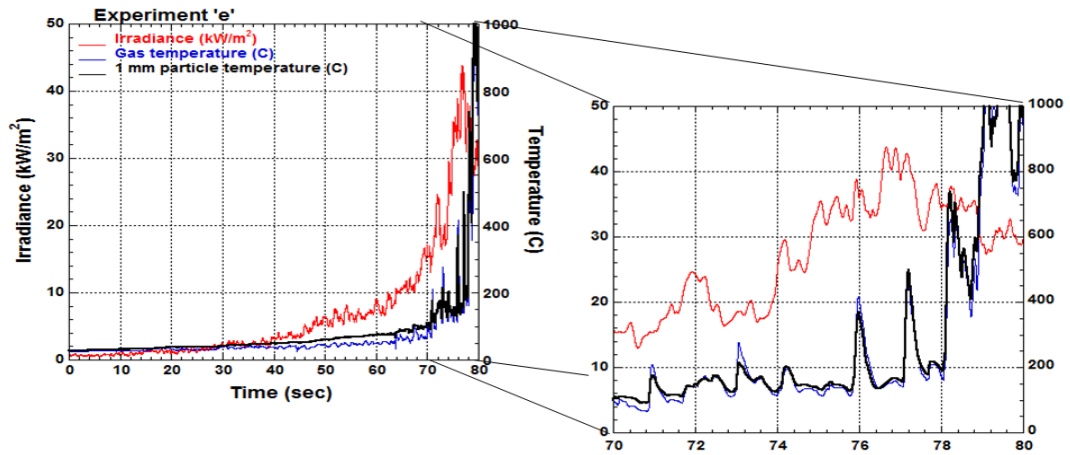 Experiment 'e'
Irradiance (kW/m²)
Gas temperature (C)
1 mm particle temperature (C)
Irradiance (kW/m²)
50
40
30
20
10
0
1000
800
600
400
200
0
Temperature (C)
0 10 20 30 40 50 60 70 80
Time (sec)
50
40
30
20
10
0
1000
800
600
400
200
0
70 72 74 76 78 80